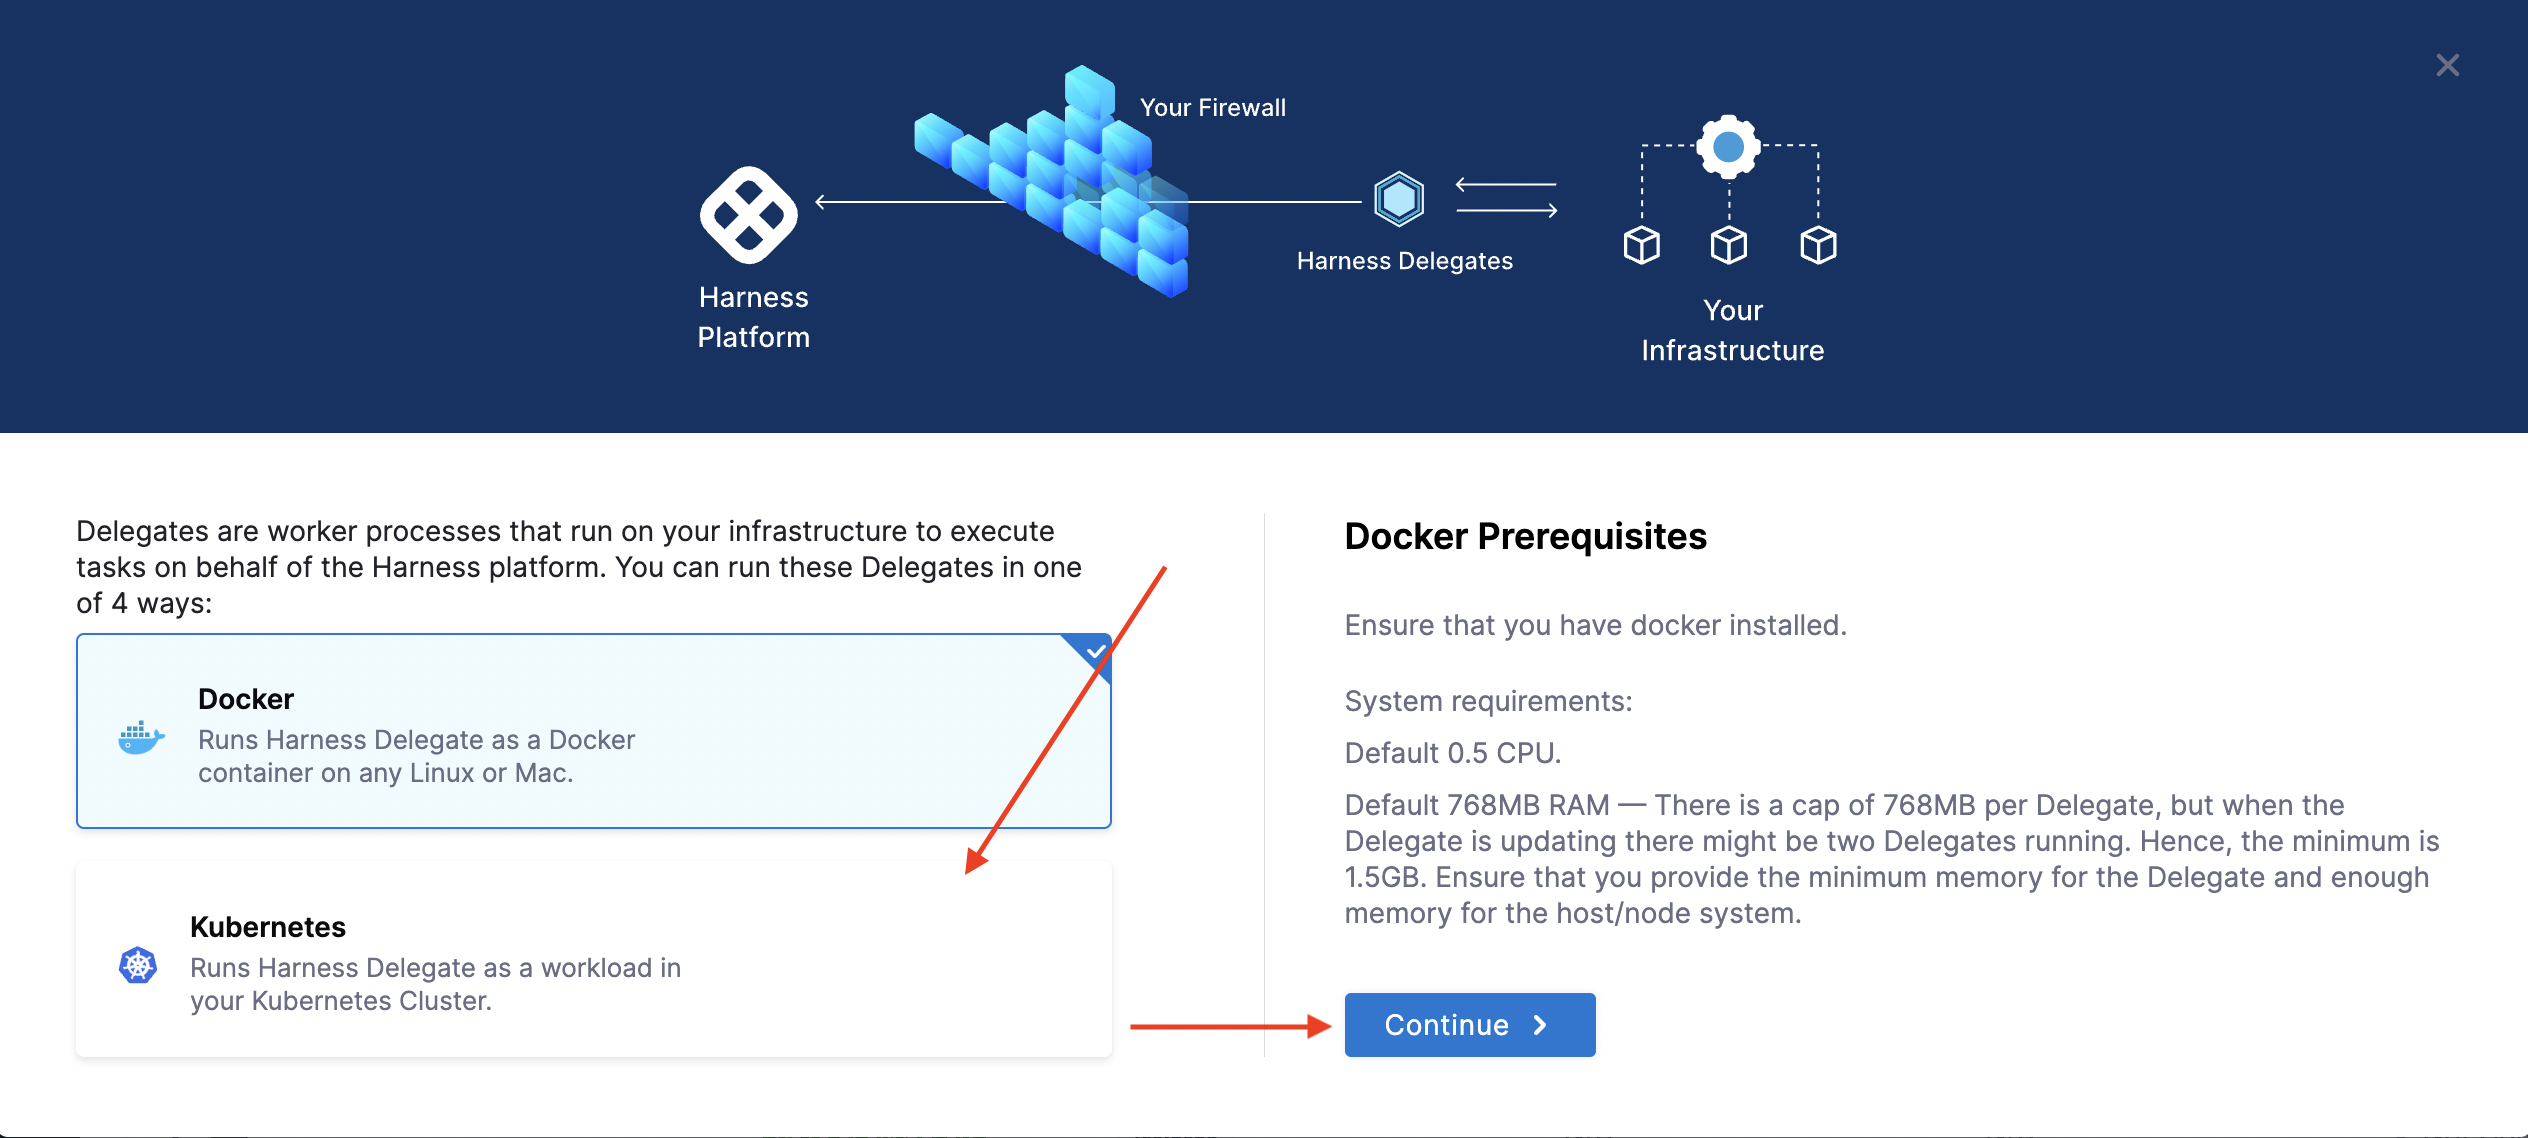 Your Firewall
Harness Delegates
Harness
Platform
Your
Infrastructure
Delegates are worker processes that run on your infrastructure to execute
tasks on behalf of the Harness platform. You can run these Delegates in one
of 4 ways:
Docker
Runs Harness Delegate as a Docker
container on any Linux or Mac.
Kubernetes
Runs Harness Delegate as a workload in
your Kubernetes Cluster.
Docker Prerequisites
Ensure that you have docker installed.
System requirements:
Default 0.5 CPU.
Default 768MB RAM — There is a cap of 768MB per Delegate, but when the
Delegate is updating there might be two Delegates running. Hence, the minimum is
1.5GB. Ensure that you provide the minimum memory for the Delegate and enough
memory for the host/node system.
Continue